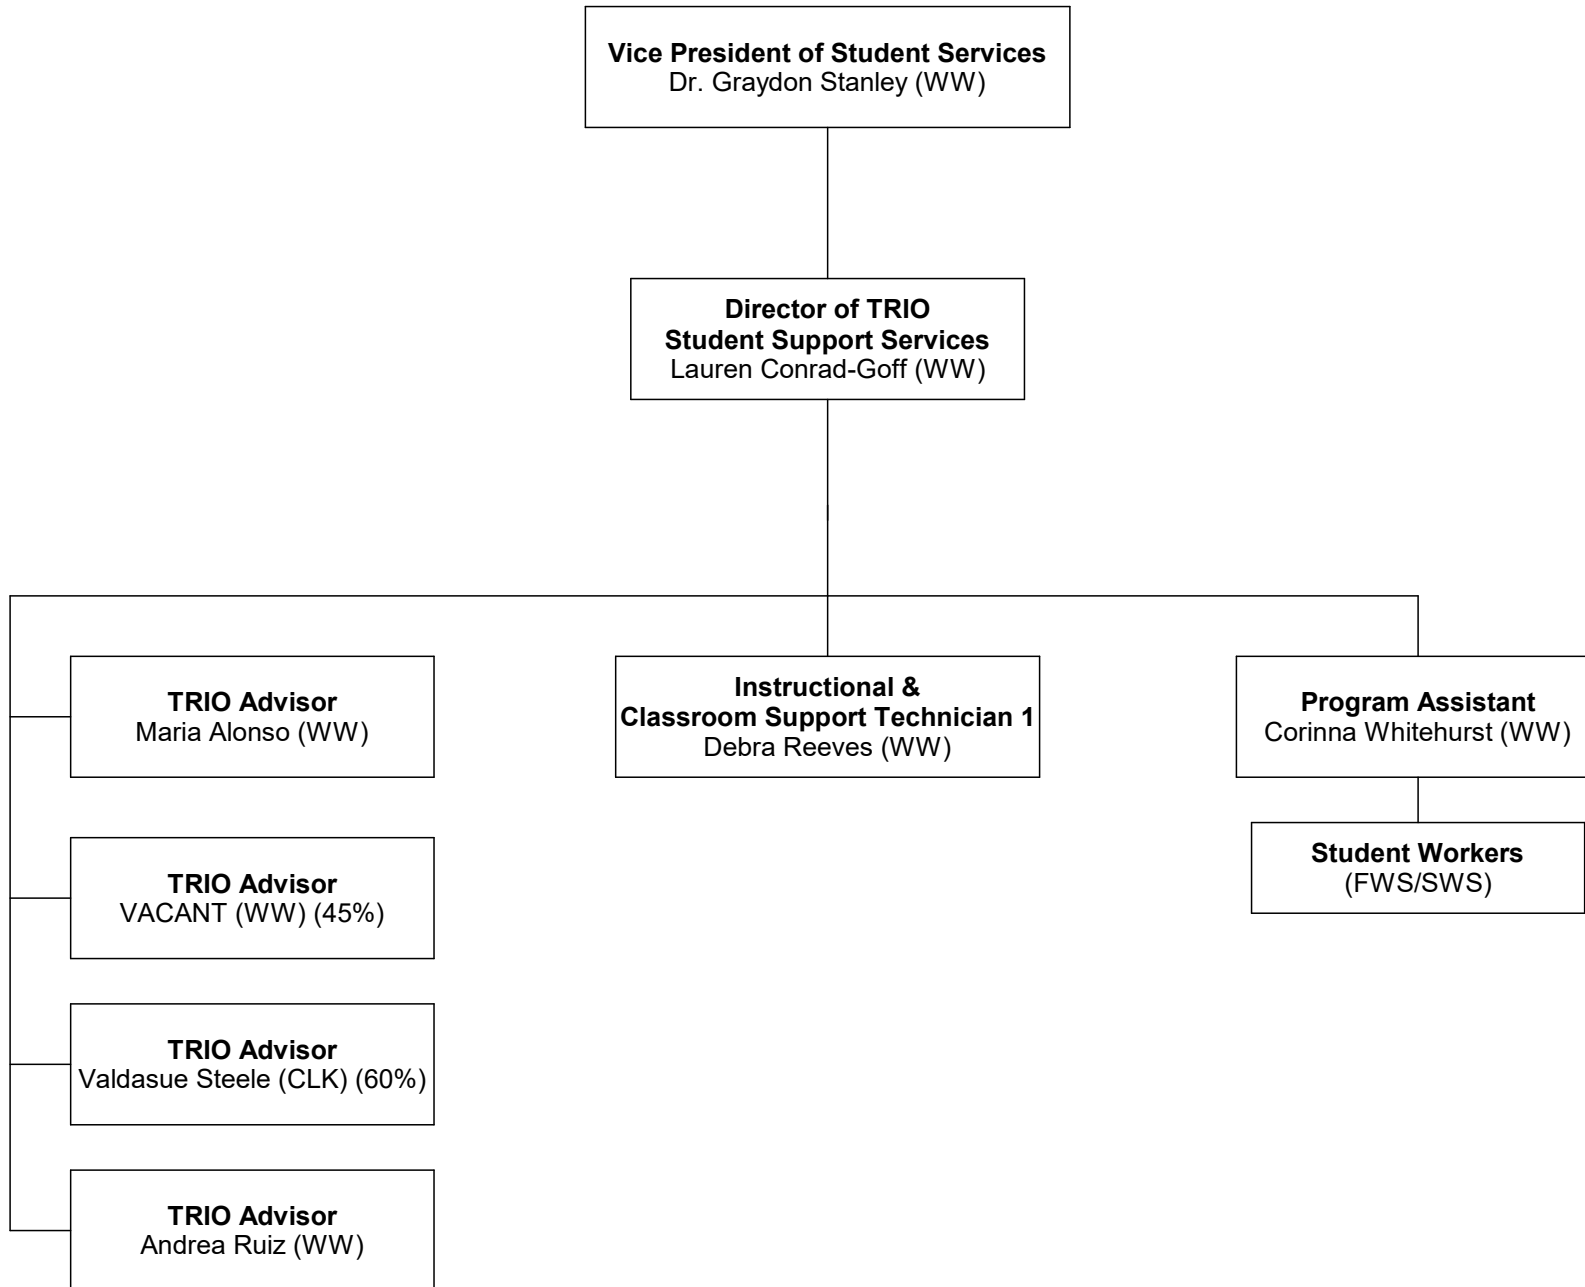 Vice President of Student Services
Dr. Graydon Stanley (WW)
Director of TRIO
Student Support Services
Lauren Conrad-Goff (WW)
TRIO Advisor
Maria Alonso (WW)
Instructional &
Classroom Support Technician 1
Debra Reeves (WW)
Program Assistant
Corinna Whitehurst (WW)
Student Workers
(FWS/SWS)
TRIO Advisor
VACANT (WW) (45%)
TRIO Advisor
Valdasue Steele (CLK) (60%)
TRIO Advisor
Andrea Ruiz (WW)